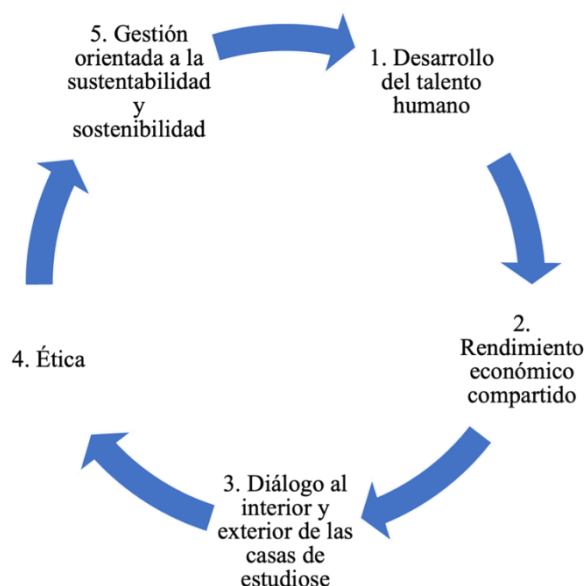 1. Desarrollo
del talento
humano
2.
Rendimiento
económico
compartido
3. Diálogo al
interior y
exterior de las
casas de
estudiose
4. Ética
5. Gestión
orientada a la
sustentabilidad
y
sostenibilidad